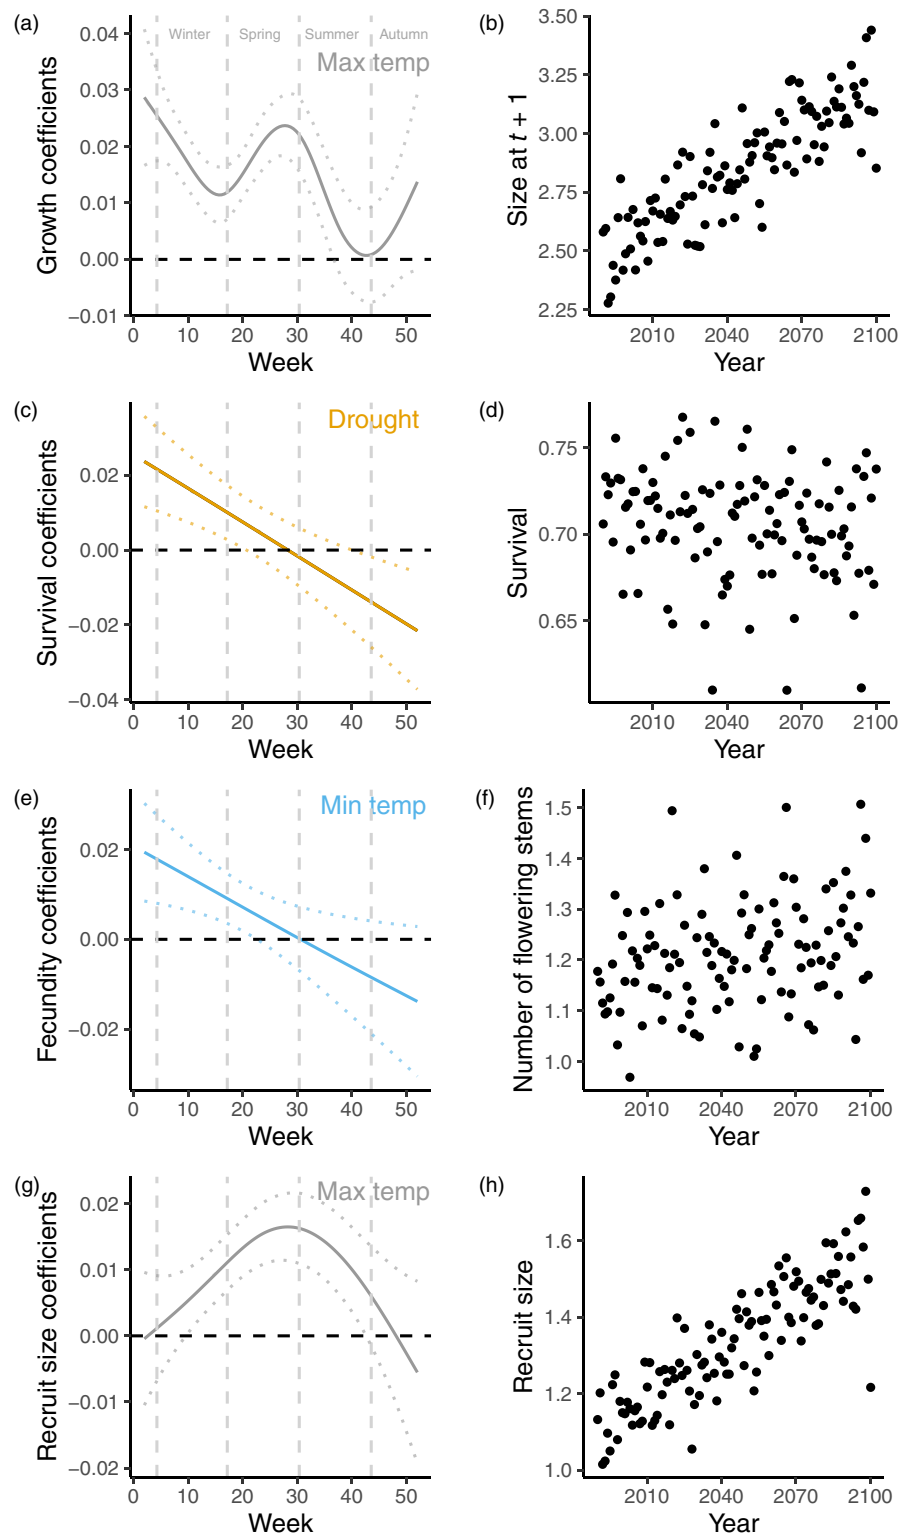 (a)
Growth coefficients
0.04
0.03
0.02
0.01
0.00
−0.01
Winter Spring Summer Autumn
Max temp
0 10 20 30 40 50
Week
(b)
Size at t + 1
3.50
3.25
3.00
2.75
2.50
2.25
2010 2040 2070 2100
Year
(c)
Survival coefficients
0.02
0.00
−0.02
−0.04
Drought
0 10 20 30 40 50
Week
(d)
Survival
0.75
0.70
0.65
2010 2040 2070 2100
Year
(e)
Fecundity coefficients
0.02
0.00
−0.02
Min temp
0 10 20 30 40 50
Week
(f)
Number of flowering stems
1.5
1.4
1.3
1.2
1.1
1.0
2010 2040 2070 2100
Year
(g)
Recruit size coefficients
0.02
0.01
0.00
−0.01
−0.02
Max temp
0 10 20 30 40 50
Week
(h)
Recruit size
1.6
1.4
1.2
1.0
2010 2040 2070 2100
Year